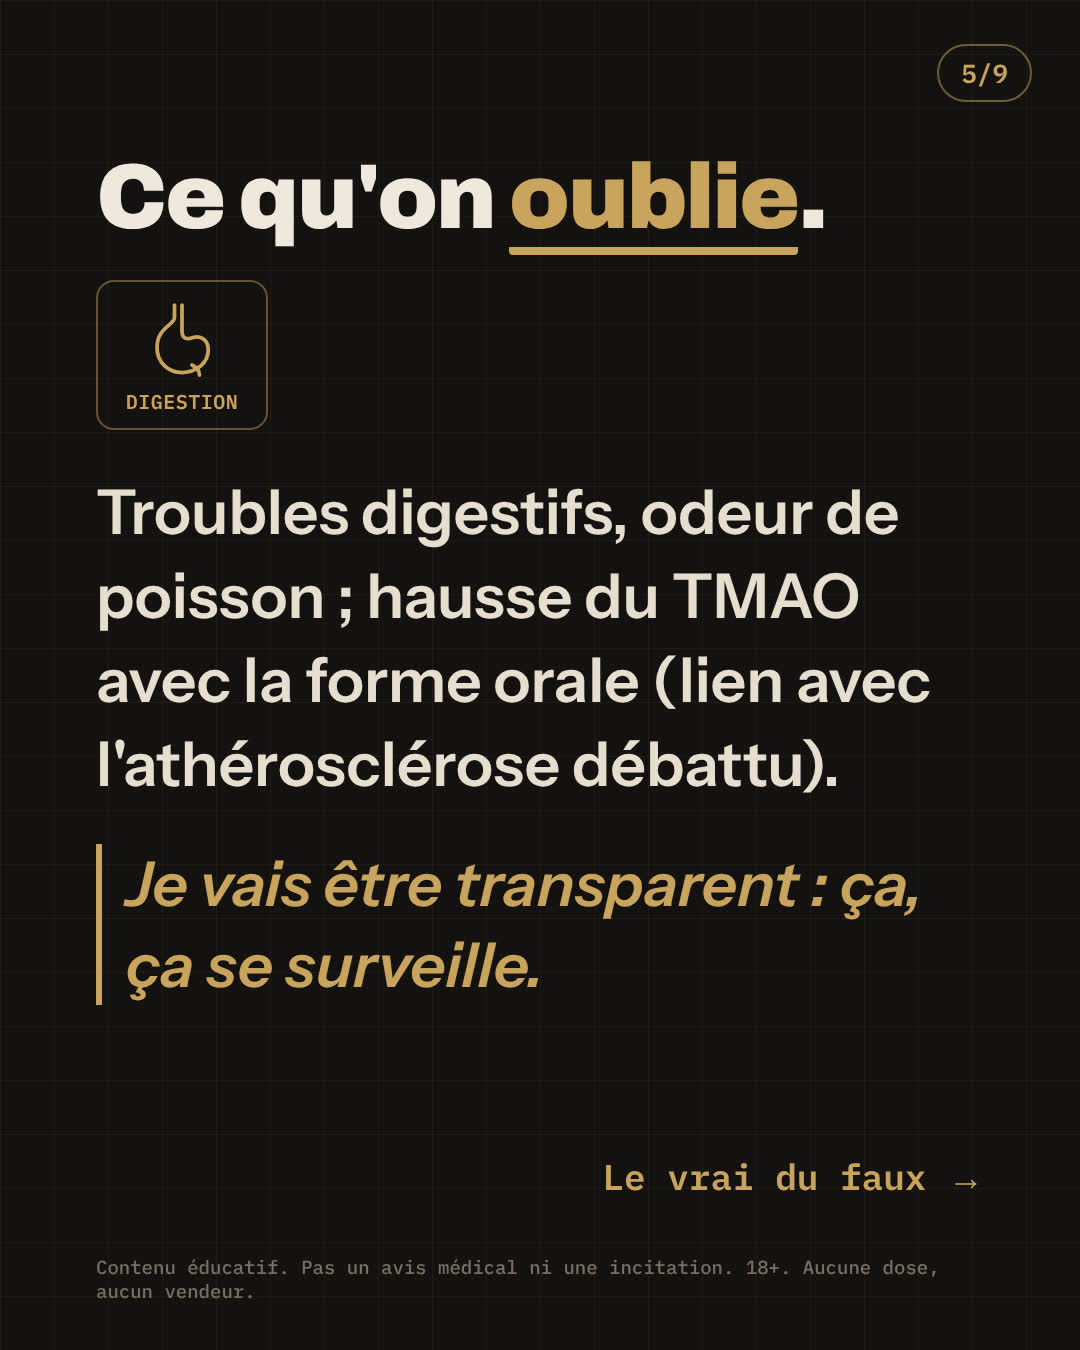 5/9
Ce qu'on oublie.
DIGESTION
Troubles digestifs, odeur de
poisson ; hausse du TMAO
avec la forme orale (lien avec
l'athérosclérose débattu).
Je vais être transparent : ça,
ça se surveille.
Le vrai du faux →
Contenu éducatif. Pas un avis médical ni une incitation. 18+. Aucune dose,
aucun vendeur.